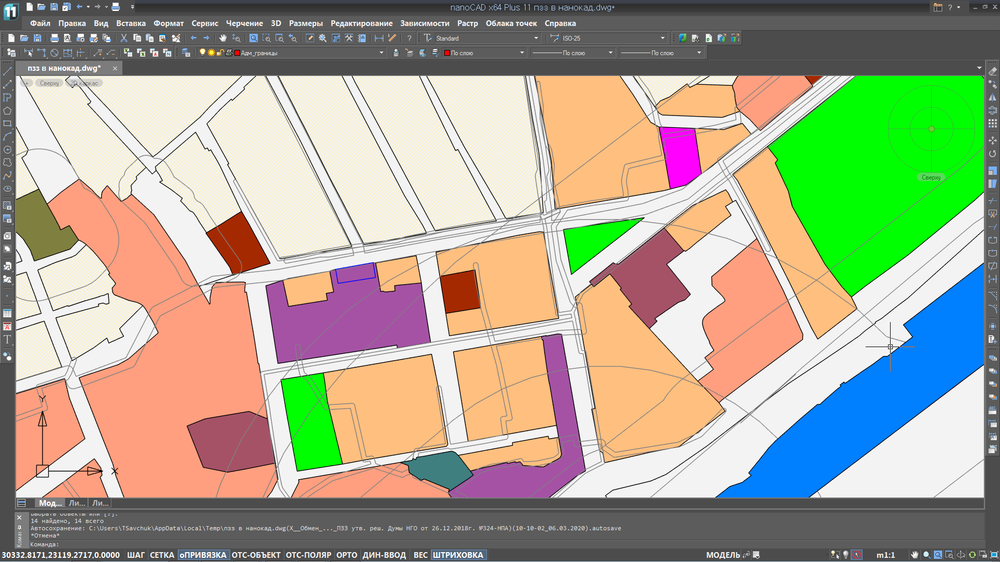 11
nanoCAD x64 Plus 11 пзз в нанокад.dwg*
Файл Правка Вид Вставка Формат Сервис Черчение 3D Размеры Редактирование Зависимости Растр Облака точек Справка
Standard ISO-25
Адм_границы По слою По слою По слою
пзз в нанокад.dwg*
+ Сверху 2D каркас
Сверху
Y
X
Мод... Ли... Ли...
Выбрать объекты или [?]:
14 найдено, 14 всего
Автосохранение: C:\Users\TSavchuk\AppData\Local\Temp\пзз в нанокад.dwg(X__Обмен_..._ПЗЗ утв. реш. Думы НГО от 26.12.2018г. №324-НПА)(10-10-02_06.03.2020).autosave
*Отмена*
Команда:
30332.8171,23119.2717,0.0000 ШАГ СЕТКА оПРИВЯЗКА ОТС-ОБЪЕКТ ОТС-ПОЛЯР ОРТО ДИН-ВВОД ВЕС ШТРИХОВКА МОДЕЛЬ m1:1